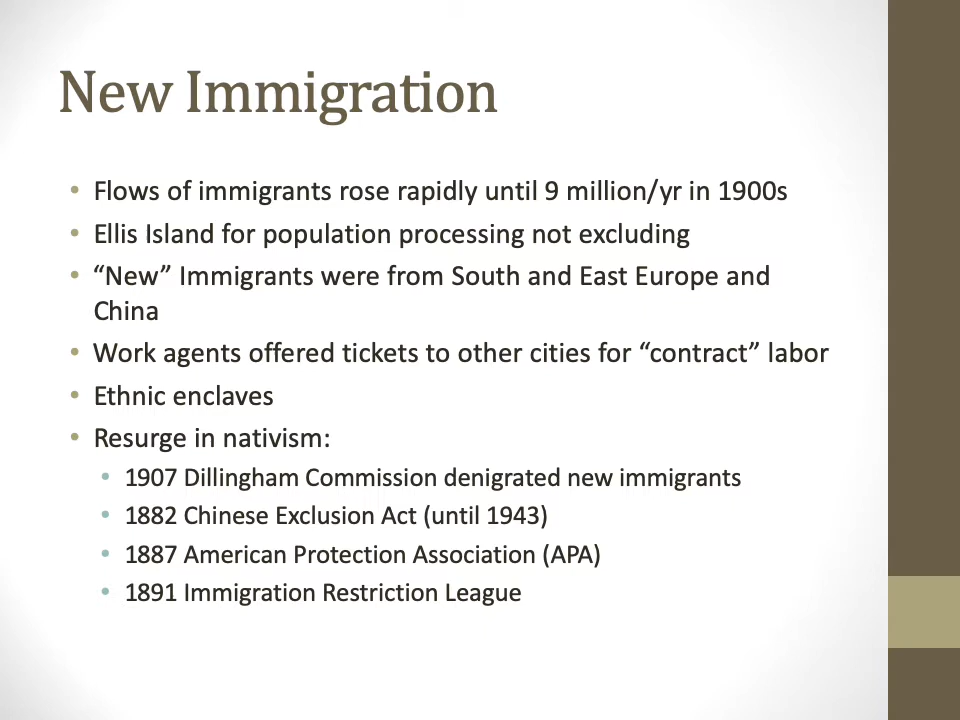 New Immigration
• Flows of immigrants rose rapidly until 9 million/yr in 1900s
• Ellis Island for population processing not excluding
• “New” Immigrants were from South and East Europe and
China
• Work agents offered tickets to other cities for “contract” labor
• Ethnic enclaves
• Resurge in nativism:
• 1907 Dillingham Commission denigrated new immigrants
• 1882 Chinese Exclusion Act (until 1943)
• 1887 American Protection Association (APA)
• 1891 Immigration Restriction League